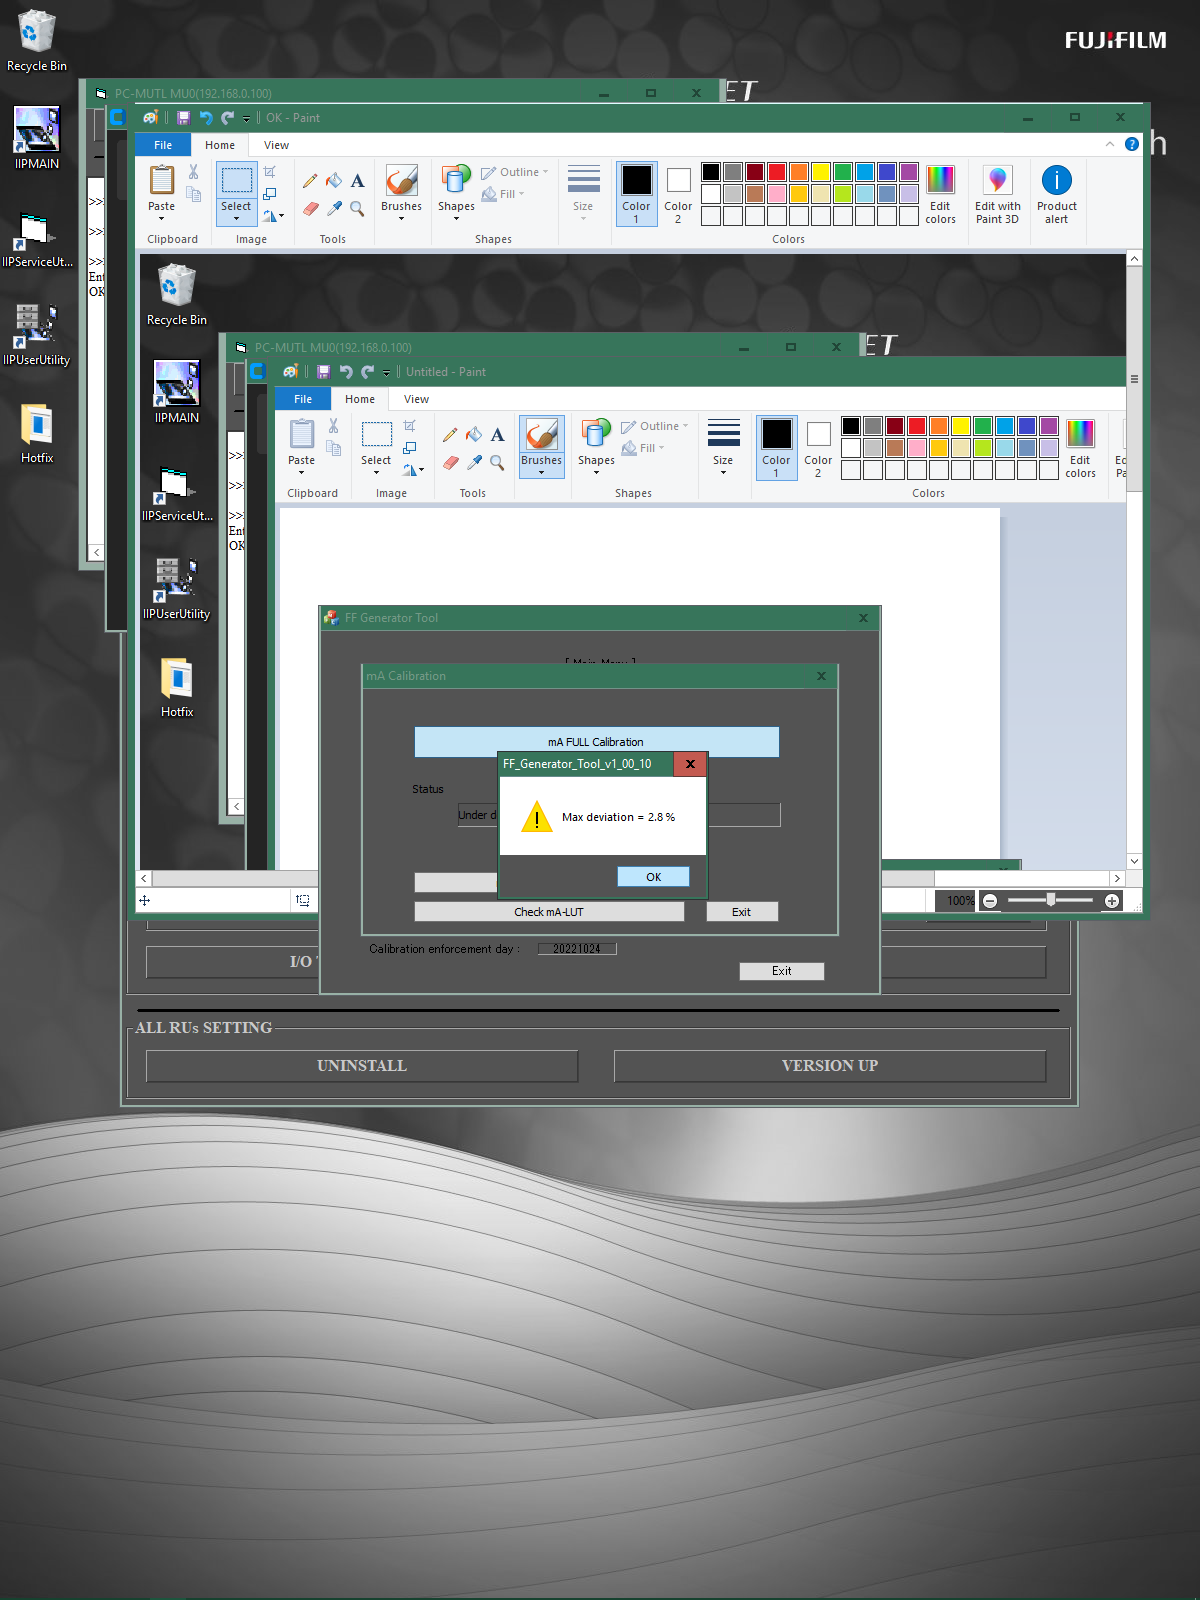 FUJIFILM
Recycle Bin
IIPMAIN
IIPServiceUt...
IIPUserUtility
Hotfix
ET
h
PC-MUTL MU0(192.168.0.100)
>>
>>
>>
Ent
OK
OK - Paint
File Home View
Paste Select Brushes Shapes Outline Fill Size Color 1 Color 2 Edit colors Edit with Paint 3D Product alert
Clipboard Image Tools Shapes Colors
Recycle Bin
IIPMAIN
IIPServiceUt...
IIPUserUtility
Hotfix
ET
PC-MUTL MU0(192.168.0.100)
>>
>>
>>
Ent
OK
Untitled - Paint
File Home View
Paste Select Brushes Shapes Outline Fill Size Color 1 Color 2 Edit colors
Clipboard Image Tools Shapes Colors
FF Generator Tool
[ Main Menu ]
mA Calibration
mA FULL Calibration
Status
Under d
FF_Generator_Tool_v1_00_10
Max deviation = 2.8 %
OK
Check mA-LUT
Exit
Calibration enforcement day : 20221024
Exit
100%
I/O
ALL RUs SETTING
UNINSTALL
VERSION UP